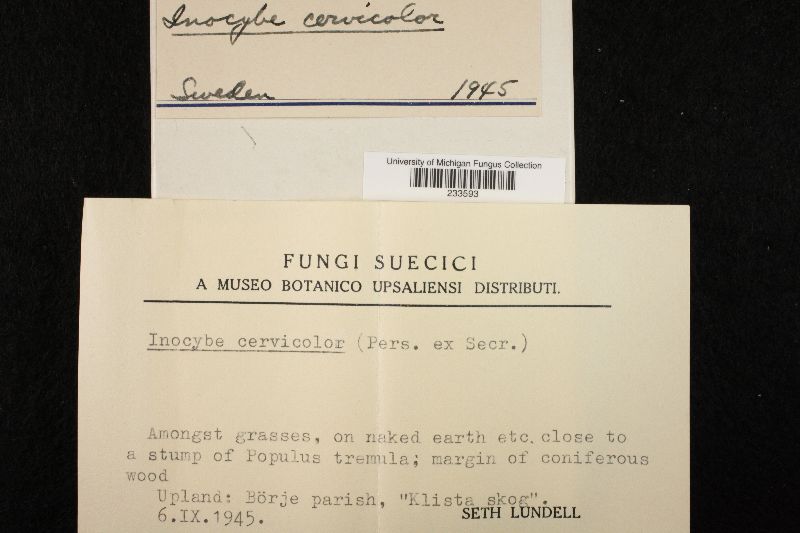 Inocybe cervicolor
Sweden 1945
University of Michigan Fungus Collection
233593
FUNGI SUECICI
A MUSEO BOTANICO UPSALIENSI DISTRIBUTI.
Inocybe cervicolor (Pers. ex Secr.)
Amongst grasses, on naked earth etc. close to
a stump of Populus tremula; margin of coniferous
wood
Upland: Börje parish, "Klista skog".
6.IX.1945. SETH LUNDELL